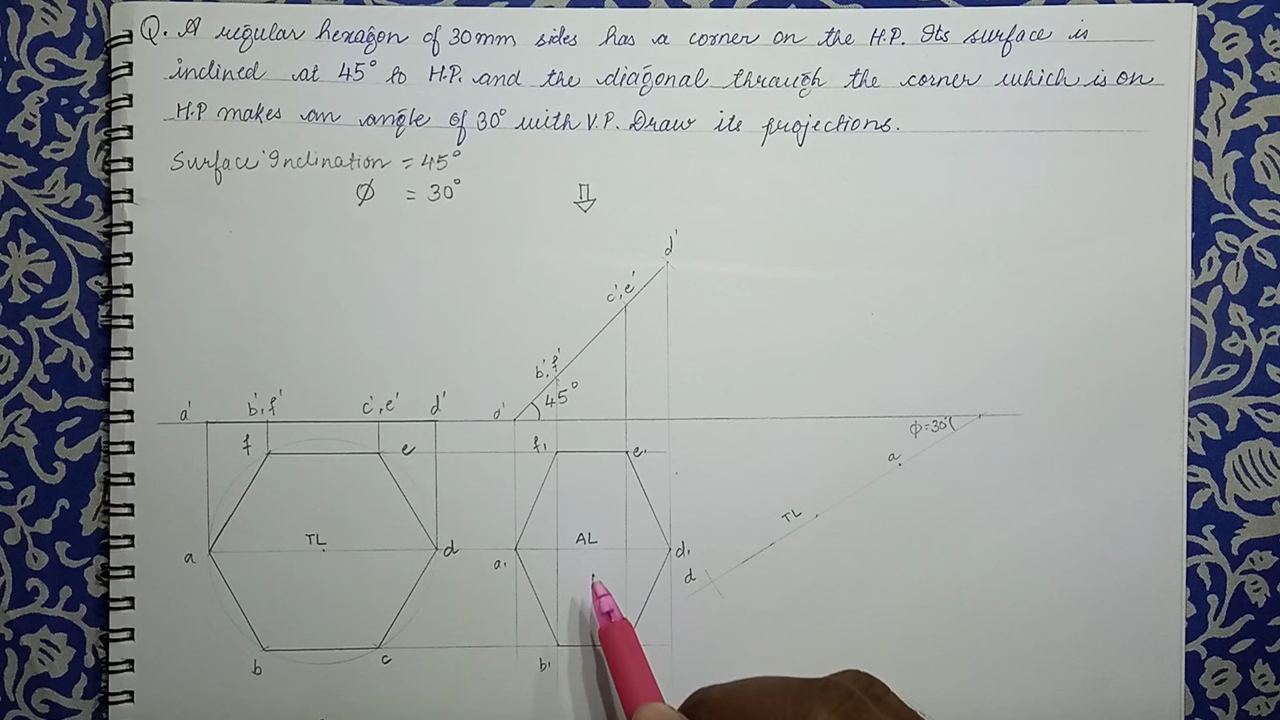 Q. A regular hexagon of 30mm sides has a corner on the H.P. Its surface is
inclined at 45° to H.P. and the diagonal through the corner which is on
H.P makes an angle of 30° with V.P. Draw its projections.
Surface Inclination = 45°
Ø = 30°
d'
c', e'
b', f'
45°
a' b', f' c', e' d' a' ϕ=30°
f e f₁ e₁ a
TL AL TL
a d a₁ d₁ d
b c b₁